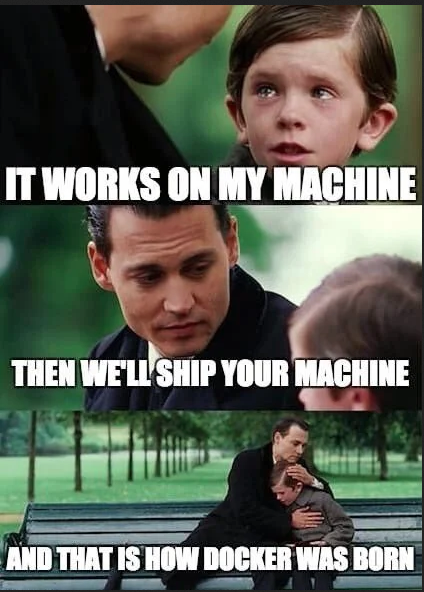 IT WORKS ON MY MACHINE
THEN WE'LL SHIP YOUR MACHINE
AND THAT IS HOW DOCKER WAS BORN